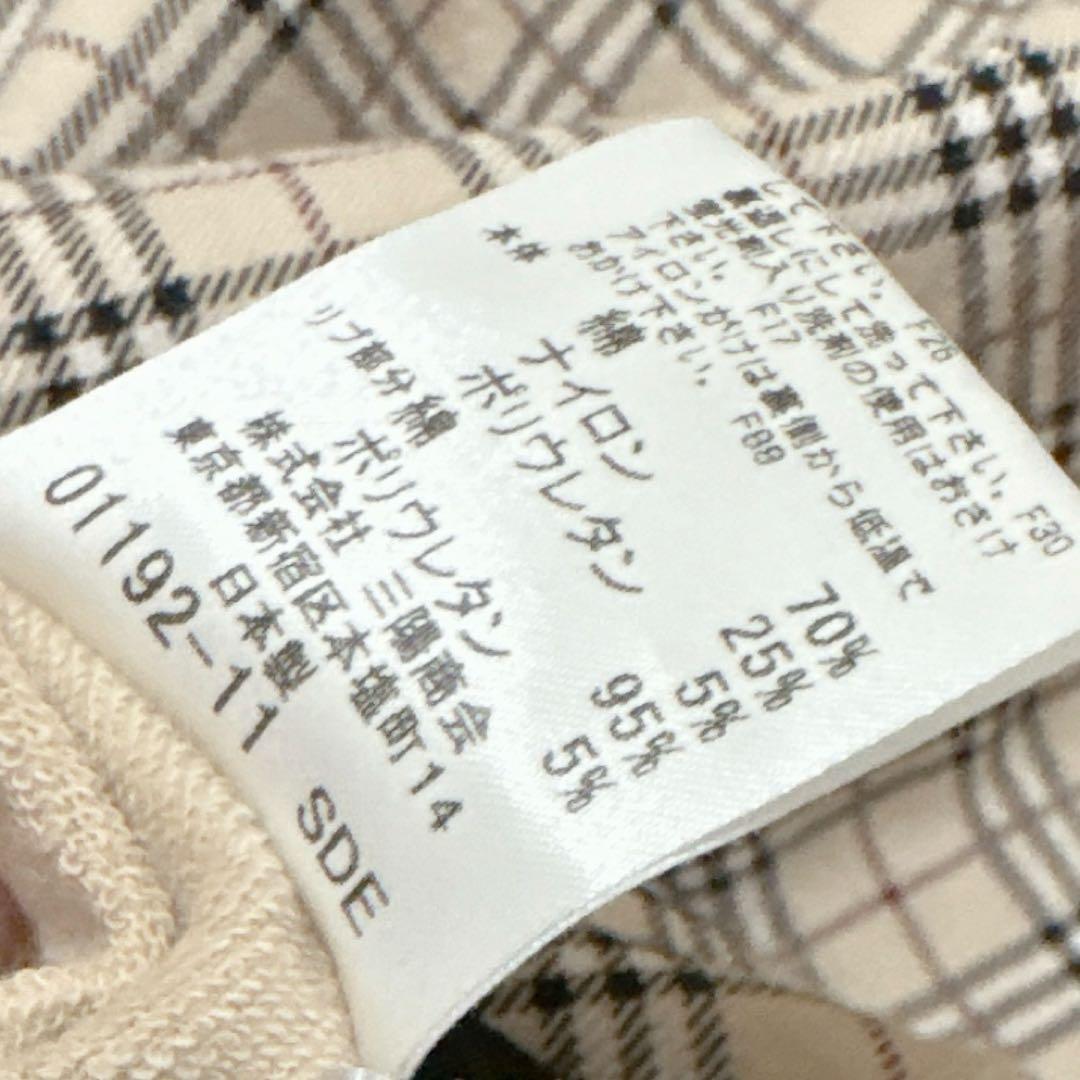 して下さい。 F28
裏返しにして洗って下さい。 F30
蛍光剤入り洗剤の使用はおさけ
下さい。 F17
アイロンがけは裏側から低温で
おかけ下さい。 F88
本体
綿 70%
ナイロン 25%
ポリウレタン 5%
リブ部分 綿 95%
ポリウレタン 5%
株式会社 三陽商会
東京都新宿区本塩町14
日本製
01192-11 SDE